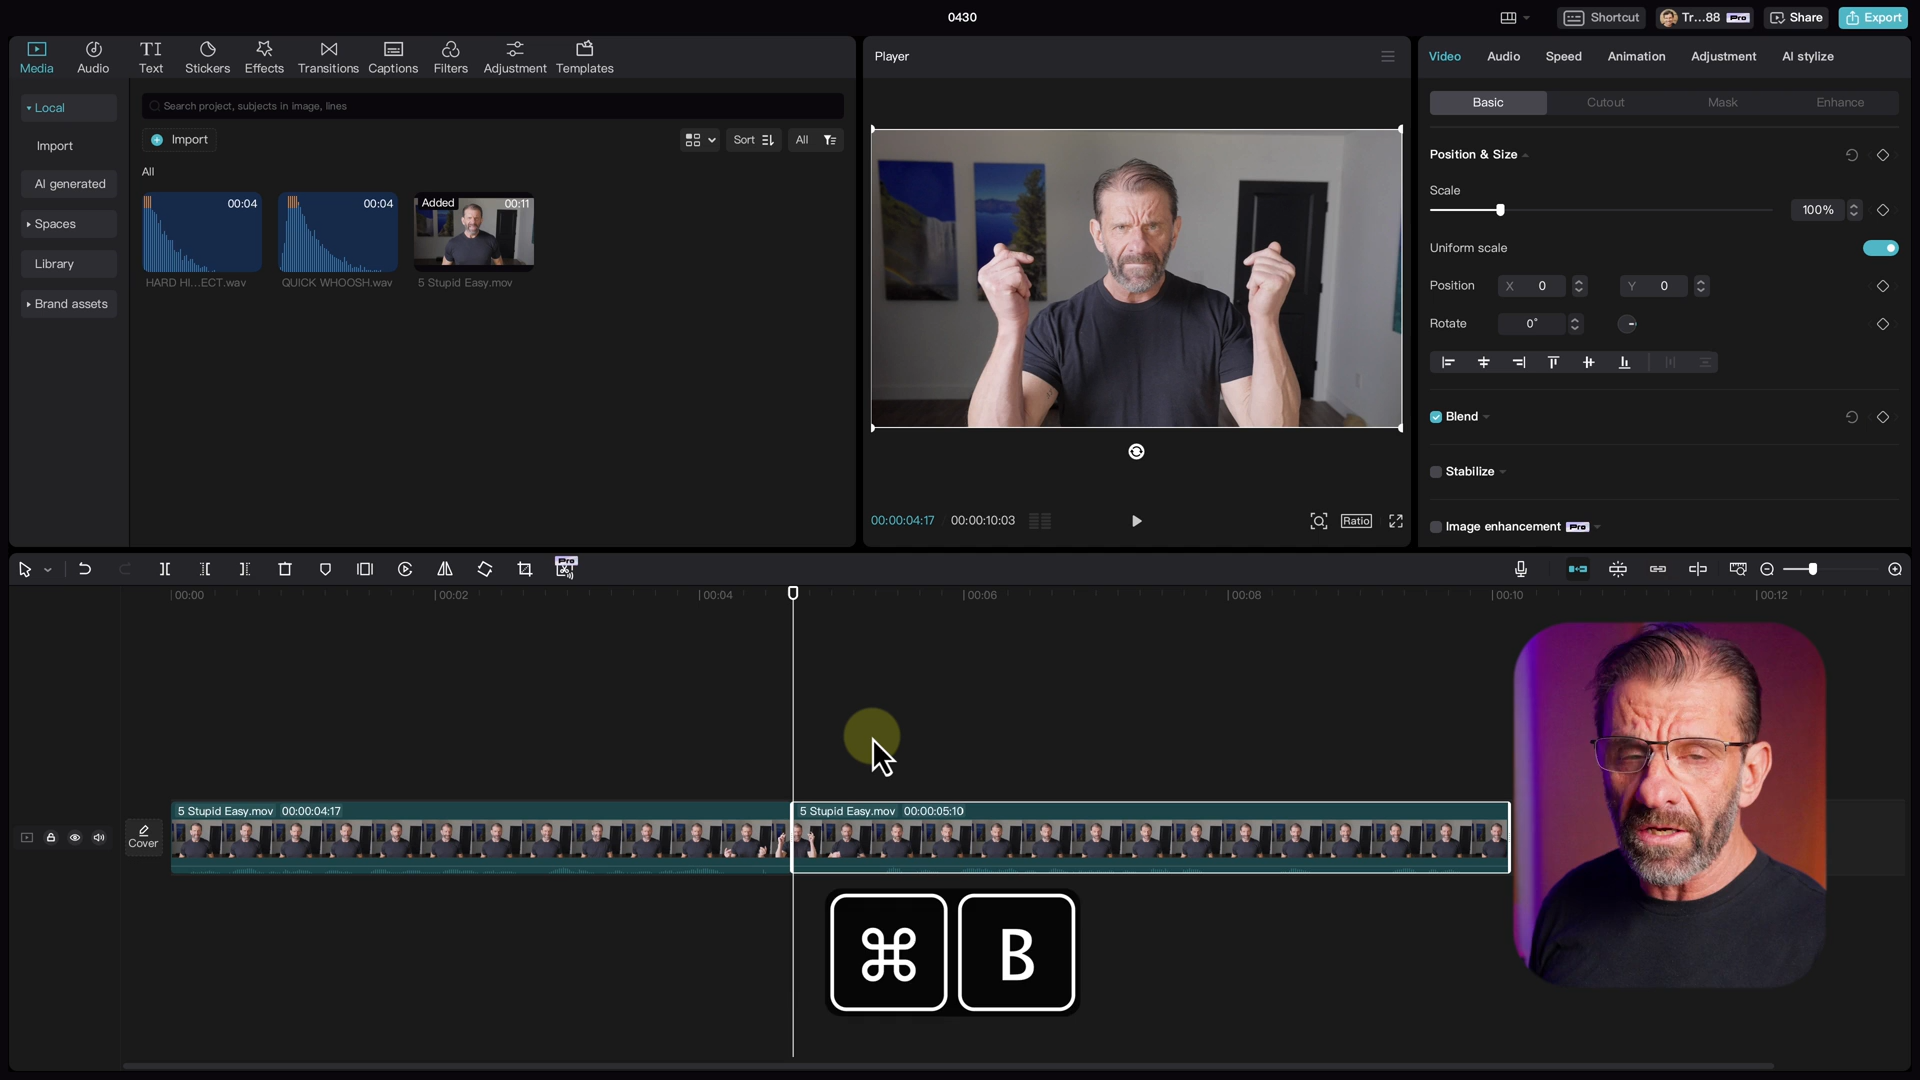 0430
Shortcut
Tr...88 Pro
Share
Export
Media
Audio
Text
Stickers
Effects
Transitions
Captions
Filters
Adjustment
Templates
Local
Import
AI generated
Spaces
Library
Brand assets
Search project, subjects in image, lines
Import
Sort
All
All
00:04
00:04
Added 00:11
HARD HI...ECT.wav
QUICK WHOOSH.wav
5 Stupid Easy.mov
Player
00:00:04:17 00:00:10:03
Ratio
Video
Audio
Speed
Animation
Adjustment
AI stylize
Basic
Cutout
Mask
Enhance
Position & Size
Scale
100%
Uniform scale
Position X 0 Y 0
Rotate 0°
Blend
Stabilize
Image enhancement Pro
Pro
00:00 00:02 00:04 00:06 00:08 00:10 00:12
Cover
5 Stupid Easy.mov 00:00:04:17
5 Stupid Easy.mov 00:00:05:10
⌘ B